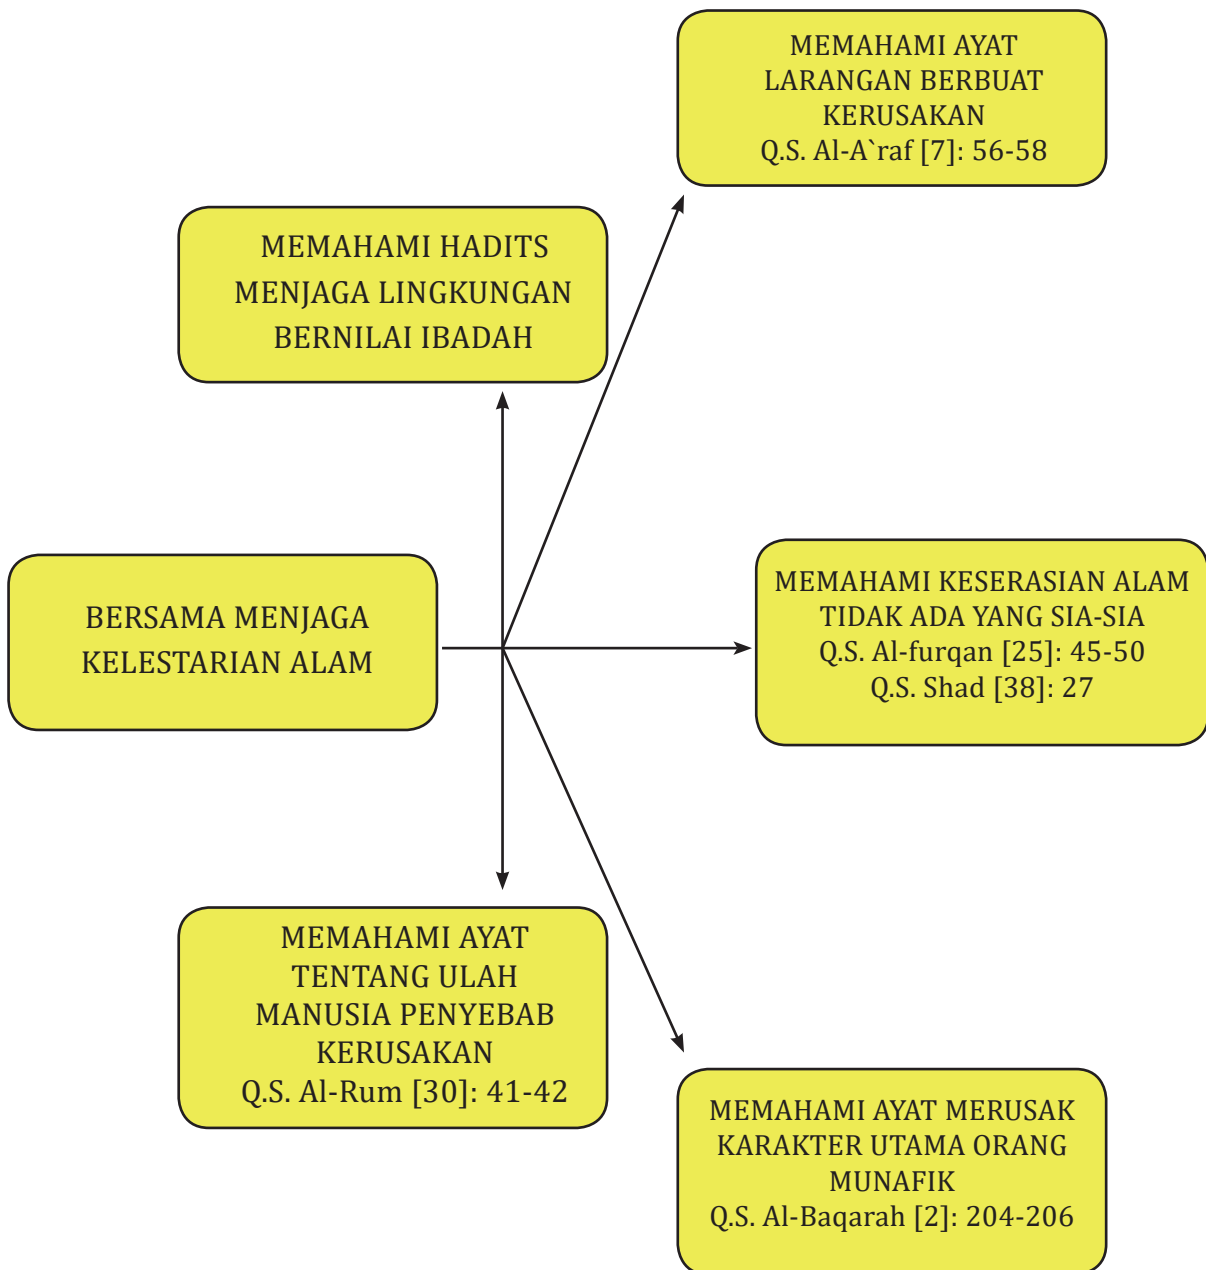 MEMAHAMI AYAT
LARANGAN BERBUAT
KERUSAKAN
Q.S. Al-A`raf [7]: 56-58
MEMAHAMI HADITS
MENJAGA LINGKUNGAN
BERNILAI IBADAH
BERSAMA MENJAGA
KELESTARIAN ALAM
MEMAHAMI KESERASIAN ALAM
TIDAK ADA YANG SIA-SIA
Q.S. Al-furqan [25]: 45-50
Q.S. Shad [38]: 27
MEMAHAMI AYAT
TENTANG ULAH
MANUSIA PENYEBAB
KERUSAKAN
Q.S. Al-Rum [30]: 41-42
MEMAHAMI AYAT MERUSAK
KARAKTER UTAMA ORANG
MUNAFIK
Q.S. Al-Baqarah [2]: 204-206